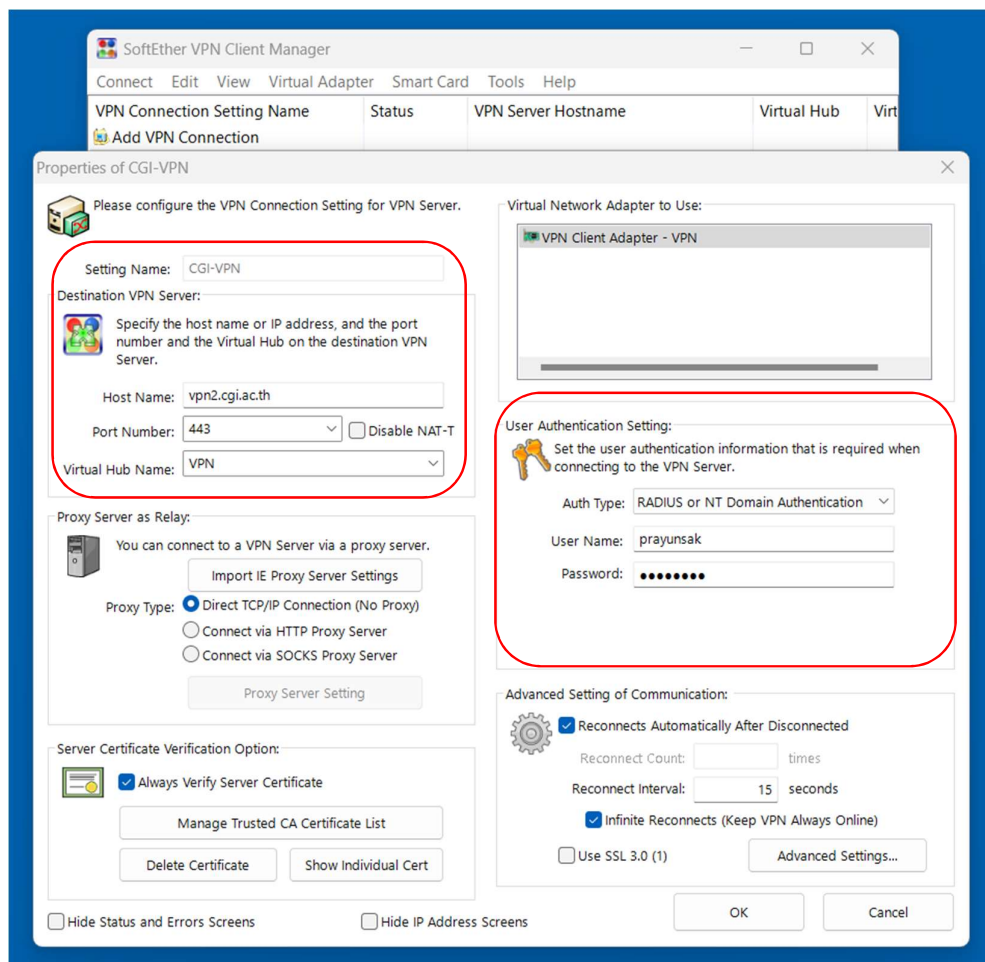 SoftEther VPN Client Manager
Connect Edit View Virtual Adapter Smart Card Tools Help
VPN Connection Setting Name Status VPN Server Hostname Virtual Hub Virt
Add VPN Connection
Properties of CGI-VPN
Please configure the VPN Connection Setting for VPN Server.
Setting Name: CGI-VPN
Destination VPN Server:
Specify the host name or IP address, and the port
number and the Virtual Hub on the destination VPN
Server.
Host Name: vpn2.cgi.ac.th
Port Number: 443 Disable NAT-T
Virtual Hub Name: VPN
Proxy Server as Relay:
You can connect to a VPN Server via a proxy server.
Import IE Proxy Server Settings
Proxy Type: Direct TCP/IP Connection (No Proxy)
Connect via HTTP Proxy Server
Connect via SOCKS Proxy Server
Proxy Server Setting
Server Certificate Verification Option:
Always Verify Server Certificate
Manage Trusted CA Certificate List
Delete Certificate Show Individual Cert
Hide Status and Errors Screens Hide IP Address Screens
Virtual Network Adapter to Use:
VPN Client Adapter - VPN
User Authentication Setting:
Set the user authentication information that is required when
connecting to the VPN Server.
Auth Type: RADIUS or NT Domain Authentication
User Name: prayunsak
Password: ●●●●●●●●
Advanced Setting of Communication:
Reconnects Automatically After Disconnected
Reconnect Count: times
Reconnect Interval: 15 seconds
Infinite Reconnects (Keep VPN Always Online)
Use SSL 3.0 (1) Advanced Settings...
OK Cancel